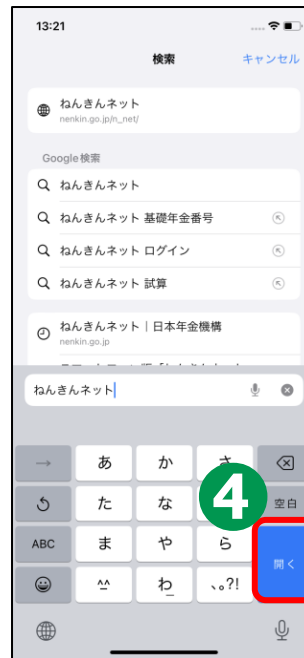 13:21
検索
キャンセル
ねんきんネット
nenkin.go.jp/n_net/
Google検索
ねんきんネット
ねんきんネット 基礎年金番号
ねんきんネット ログイン
ねんきんネット 試算
ねんきんネット｜日本年金機構
nenkin.go.jp
ねんきんネット
→
あ
か
さ
た
な
4
空白
ABC
ま
や
ら
開く
^^
わ
、。?!